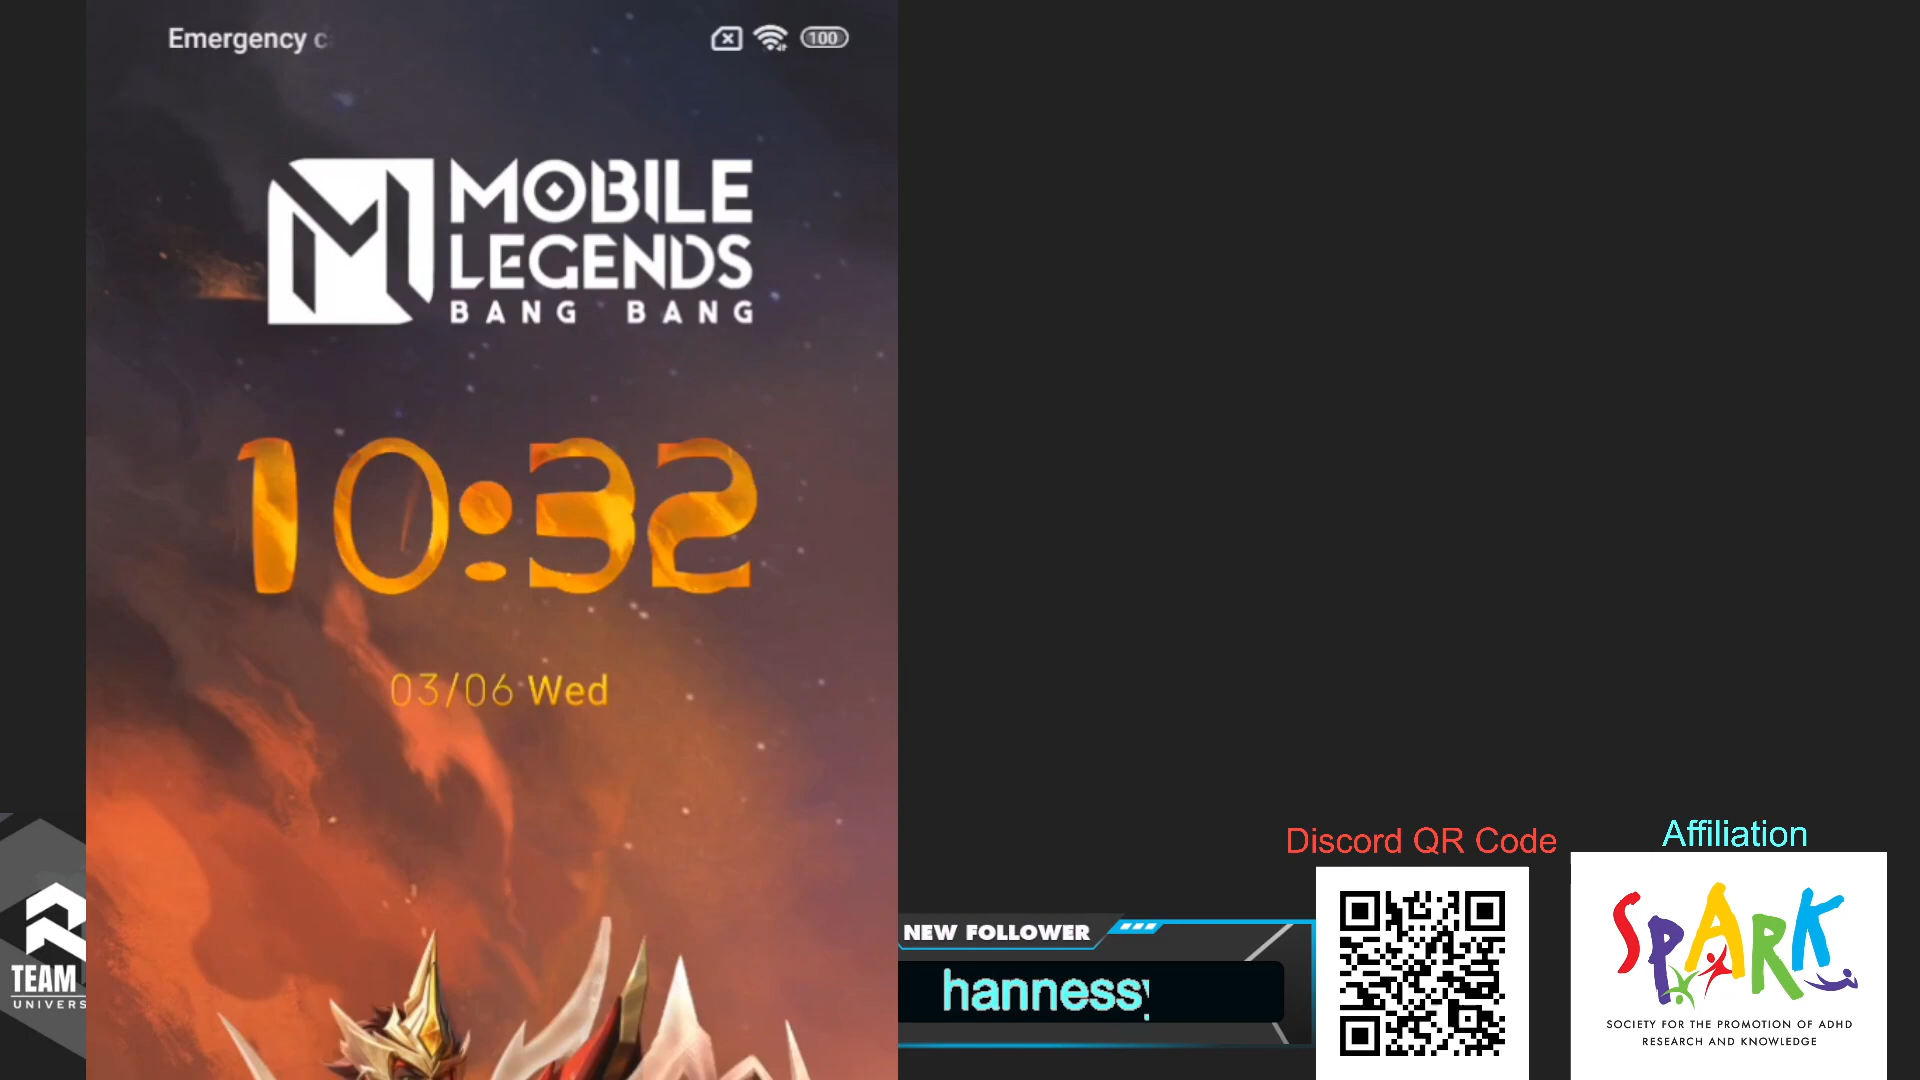 Emergency c
100
MOBILE
LEGENDS
BANG BANG
10:32
03/06 Wed
TEAM
UNIVERS
NEW FOLLOWER
hannessy
Discord QR Code
Affiliation
SPARK
SOCIETY FOR THE PROMOTION OF ADHD
RESEARCH AND KNOWLEDGE